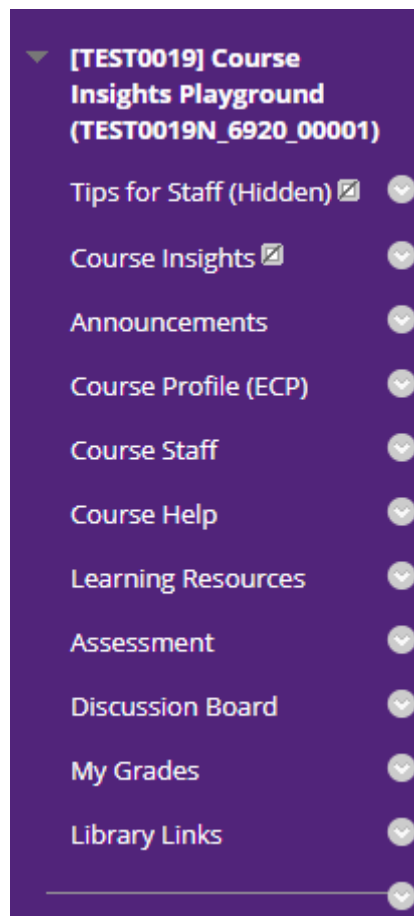 [TEST0019] Course
Insights Playground
(TEST0019N_6920_00001)
Tips for Staff (Hidden)
Course Insights
Announcements
Course Profile (ECP)
Course Staff
Course Help
Learning Resources
Assessment
Discussion Board
My Grades
Library Links